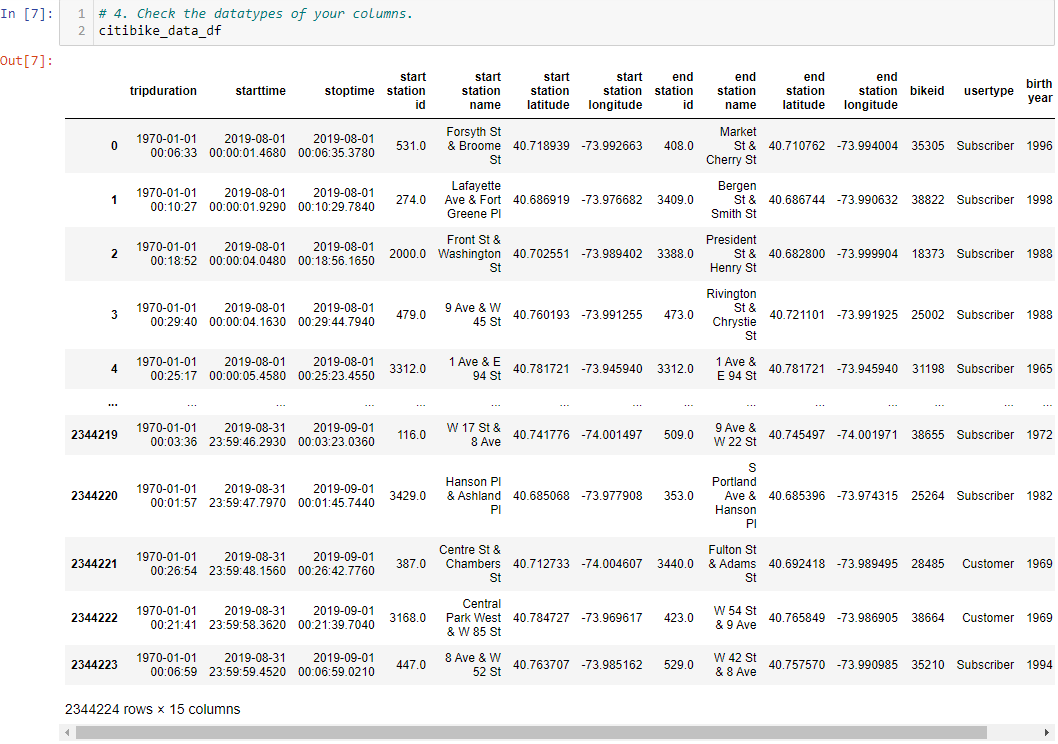 In [7]: 1 # 4. Check the datatypes of your columns.
2 citibike_data_df
Out[7]:
tripduration starttime stoptime start station id start station name start station latitude start station longitude end station id end station name end station latitude end station longitude bikeid usertype birth year
0 1970-01-01 00:06:33 2019-08-01 00:00:01.4680 2019-08-01 00:06:35.3780 531.0 Forsyth St & Broome St 40.718939 -73.992663 408.0 Market St & Cherry St 40.710762 -73.994004 35305 Subscriber 1996
1 1970-01-01 00:10:27 2019-08-01 00:00:01.9290 2019-08-01 00:10:29.7840 274.0 Lafayette Ave & Fort Greene Pl 40.686919 -73.976682 3409.0 Bergen St & Smith St 40.686744 -73.990632 38822 Subscriber 1998
2 1970-01-01 00:18:52 2019-08-01 00:00:04.0480 2019-08-01 00:18:56.1650 2000.0 Front St & Washington St 40.702551 -73.989402 3388.0 President St & Henry St 40.682800 -73.999904 18373 Subscriber 1988
3 1970-01-01 00:29:40 2019-08-01 00:00:04.1630 2019-08-01 00:29:44.7940 479.0 9 Ave & W 45 St 40.760193 -73.991255 473.0 Rivington St & Chrystie St 40.721101 -73.991925 25002 Subscriber 1988
4 1970-01-01 00:25:17 2019-08-01 00:00:05.4580 2019-08-01 00:25:23.4550 3312.0 1 Ave & E 94 St 40.781721 -73.945940 3312.0 1 Ave & E 94 St 40.781721 -73.945940 31198 Subscriber 1965
... ... ... ... ... ... ... ... ... ... ... ... ... ... ...
2344219 1970-01-01 00:03:36 2019-08-31 23:59:46.2930 2019-09-01 00:03:23.0360 116.0 W 17 St & 8 Ave 40.741776 -74.001497 509.0 9 Ave & W 22 St 40.745497 -74.001971 38655 Subscriber 1972
2344220 1970-01-01 00:01:57 2019-08-31 23:59:47.7970 2019-09-01 00:01:45.7440 3429.0 Hanson Pl & Ashland Pl 40.685068 -73.977908 353.0 S Portland Ave & Hanson Pl 40.685396 -73.974315 25264 Subscriber 1982
2344221 1970-01-01 00:26:54 2019-08-31 23:59:48.1560 2019-09-01 00:26:42.7760 387.0 Centre St & Chambers St 40.712733 -74.004607 3440.0 Fulton St & Adams St 40.692418 -73.989495 28485 Customer 1969
2344222 1970-01-01 00:21:41 2019-08-31 23:59:58.3620 2019-09-01 00:21:39.7040 3168.0 Central Park West & W 85 St 40.784727 -73.969617 423.0 W 54 St & 9 Ave 40.765849 -73.986905 38664 Customer 1969
2344223 1970-01-01 00:06:59 2019-08-31 23:59:59.4520 2019-09-01 00:06:59.0210 447.0 8 Ave & W 52 St 40.763707 -73.985162 529.0 W 42 St & 8 Ave 40.757570 -73.990985 35210 Subscriber 1994
2344224 rows × 15 columns